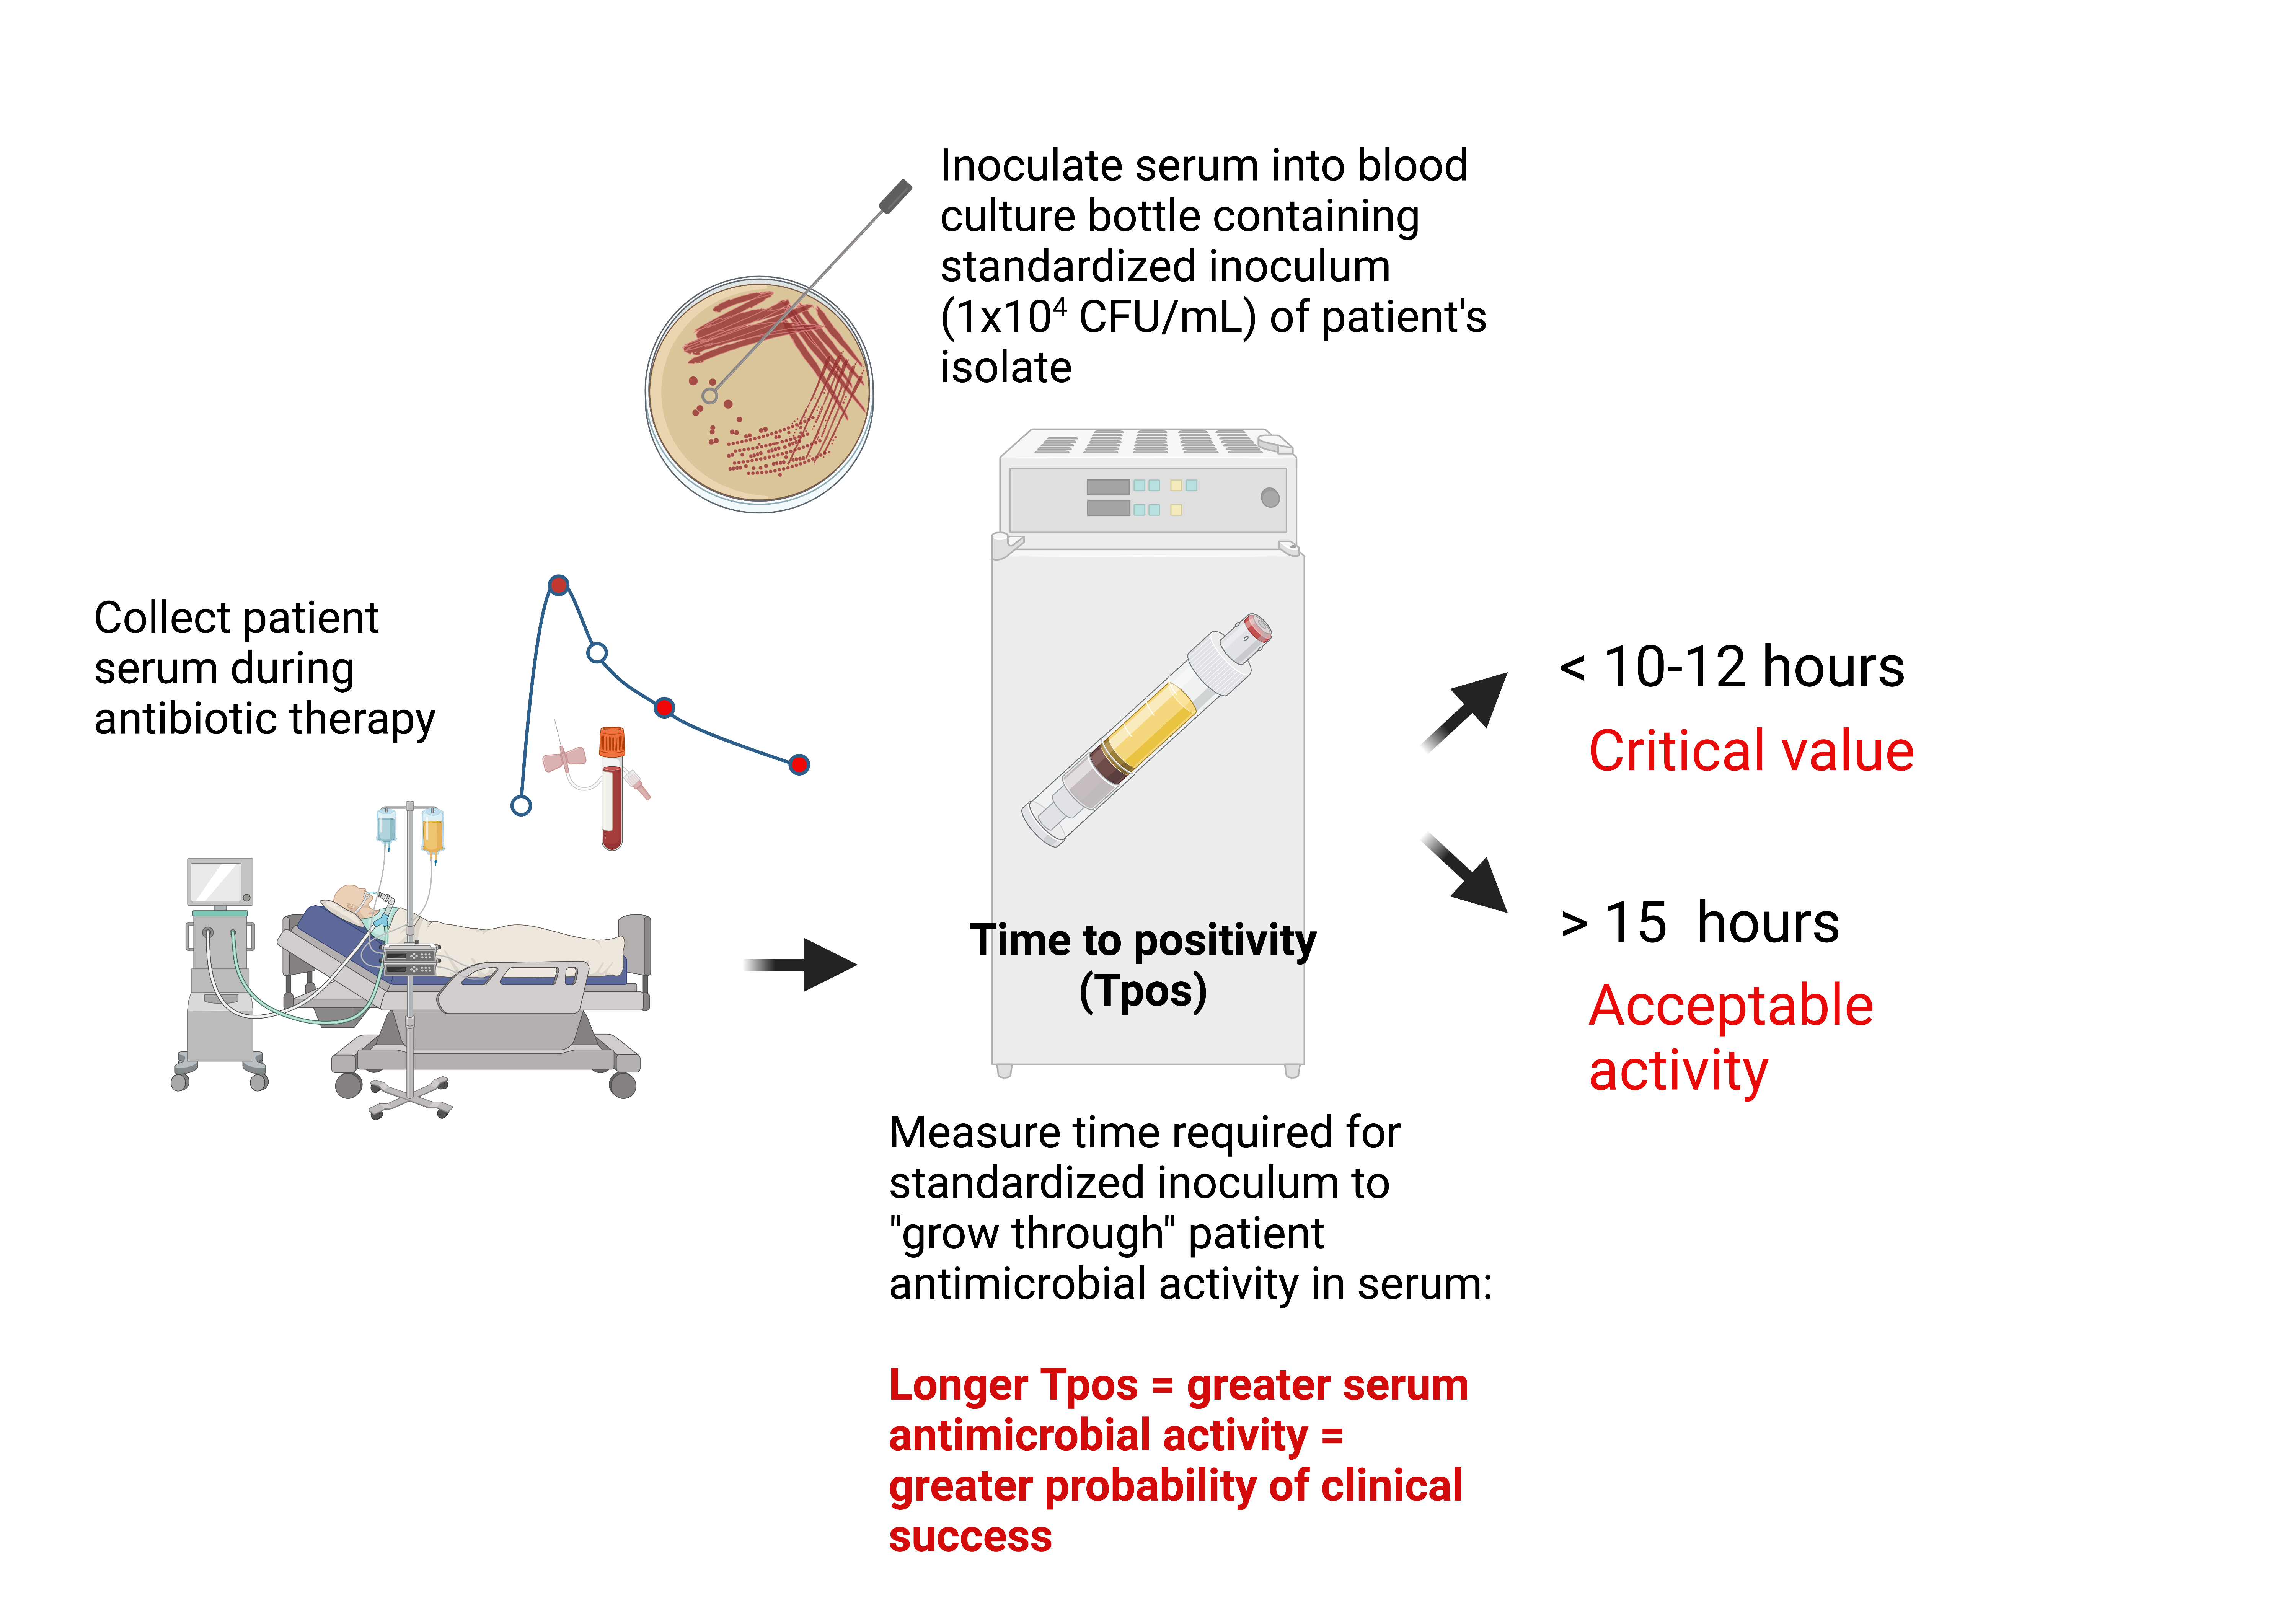 Inoculate serum into blood
culture bottle containing
standardized inoculum
(1x10⁴ CFU/mL) of patient's
isolate
Collect patient
serum during
antibiotic therapy
< 10-12 hours
Critical value
Time to positivity
(Tpos)
> 15  hours
Acceptable
activity
Measure time required for
standardized inoculum to
"grow through" patient
antimicrobial activity in serum:
Longer Tpos = greater serum
antimicrobial activity =
greater probability of clinical
success